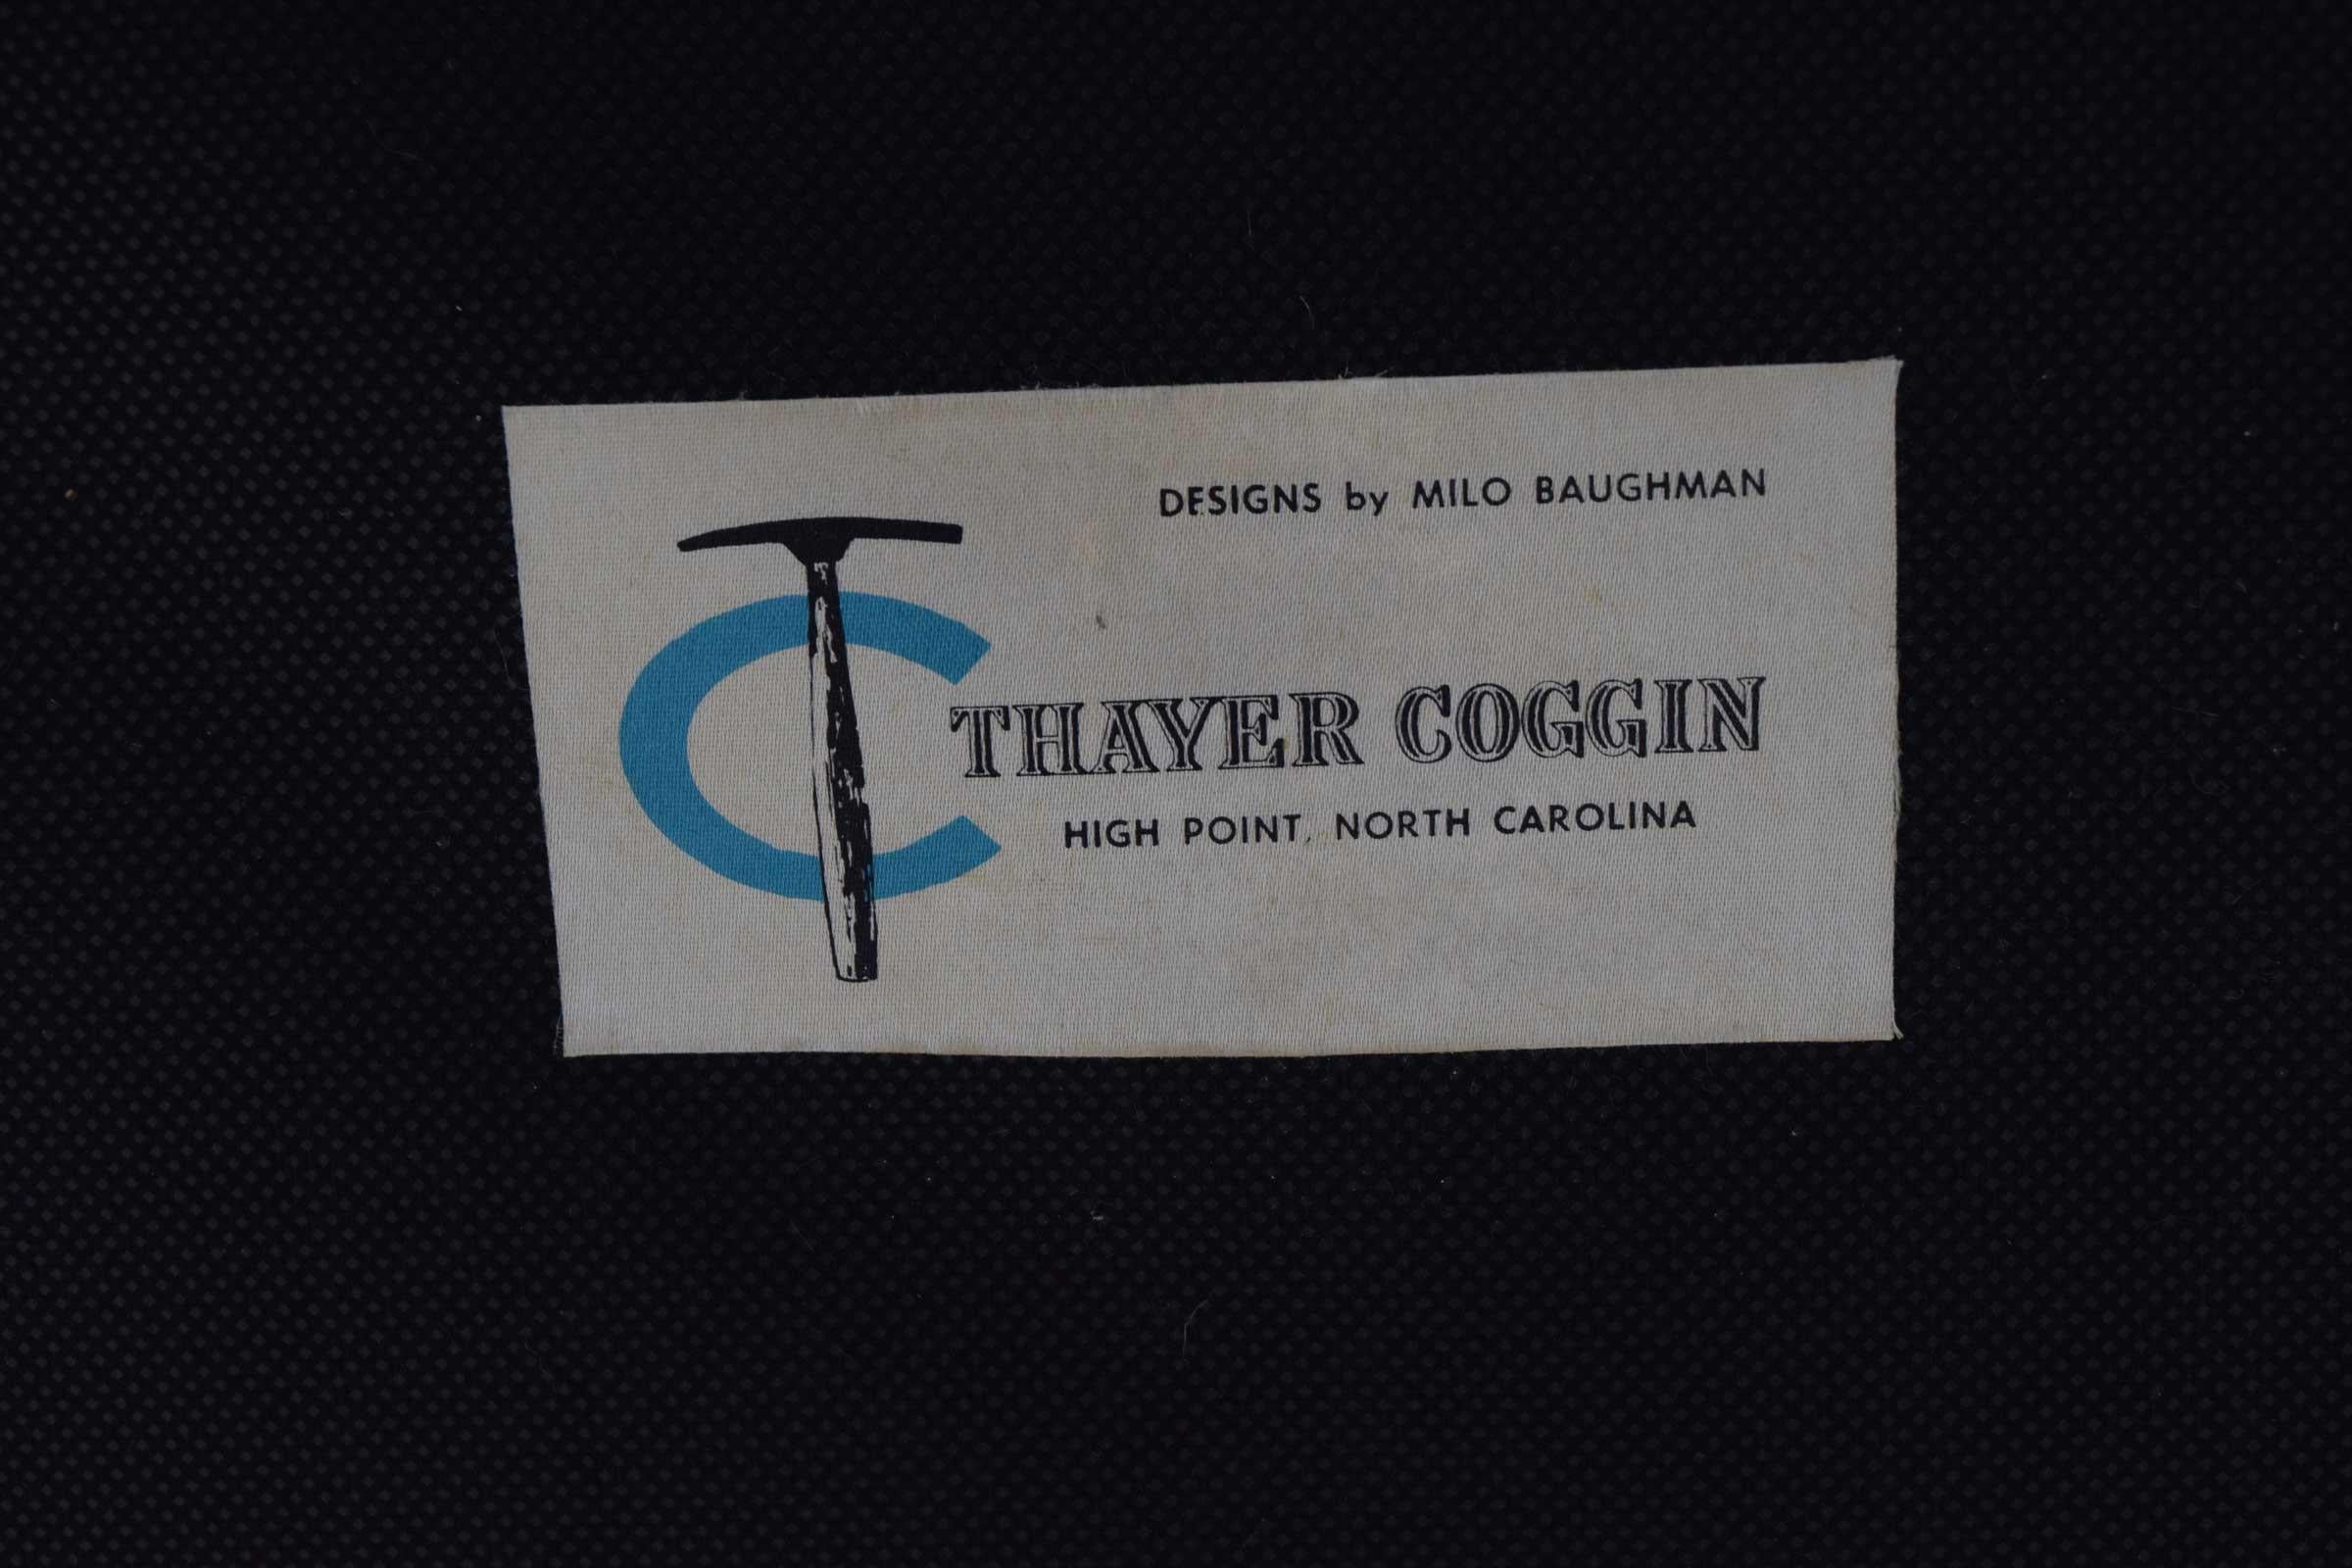 DESIGNS by MILO BAUGHMAN
THAYER COGGIN
HIGH POINT, NORTH CAROLINA